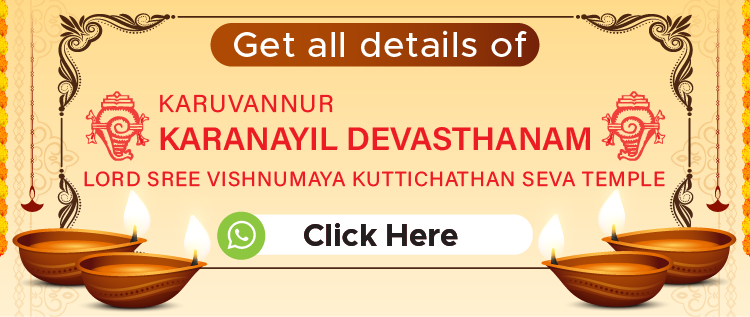 Get all details of
KARUVANNUR
KARANAYIL DEVASTHANAM
LORD SREE VISHNUMAYA KUTTICHATHAN SEVA TEMPLE
Click Here